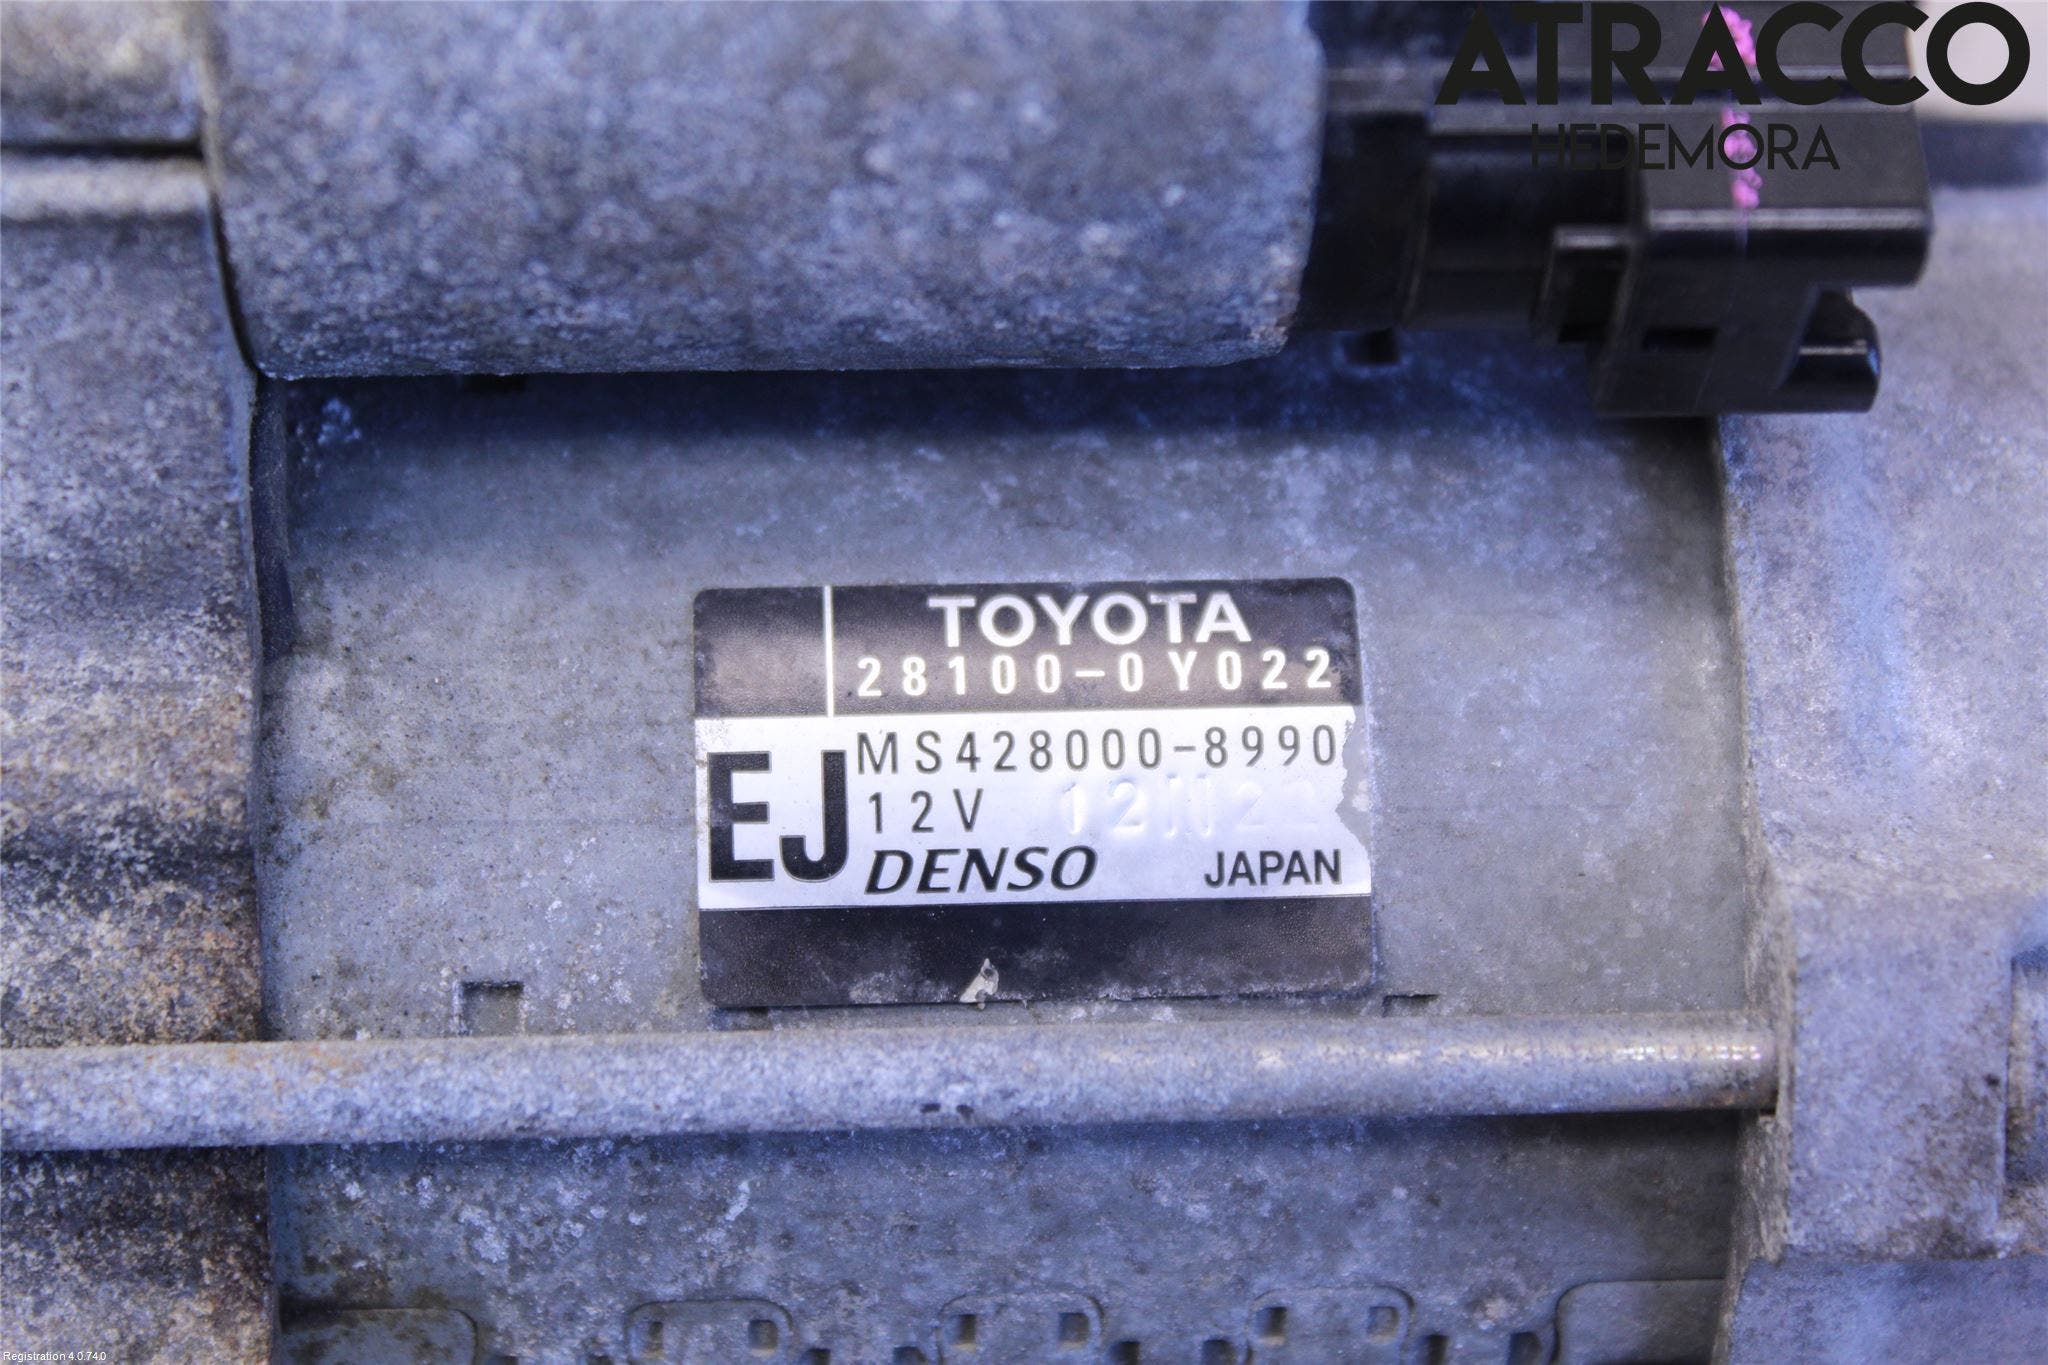 ATRACCO
HEDEMORA
TOYOTA
28100-0Y022
EJ
MS428000-8990
12V
DENSO JAPAN
Registration 4.0.74.0